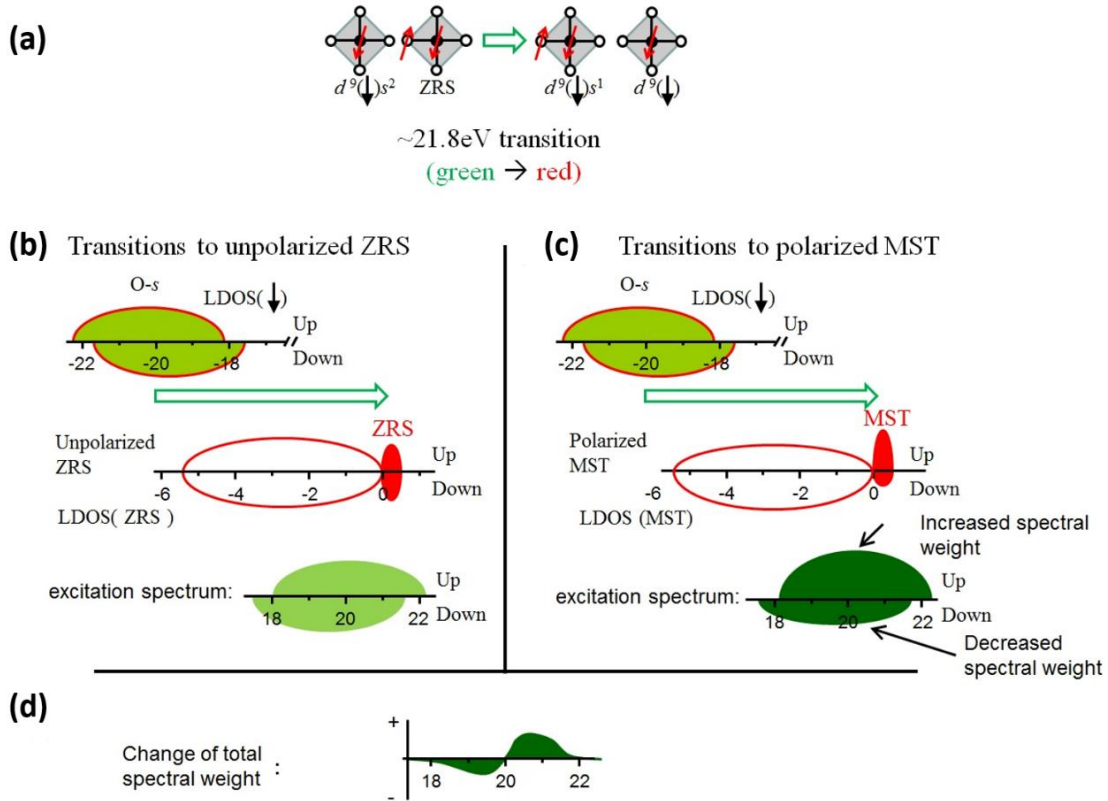 (a)
d⁹(↓)s² ZRS d⁹(↓)s¹ d⁹(↓)
~21.8eV transition
(green → red)
(b) Transitions to unpolarized ZRS
O-s
LDOS(↓)
Up
Down
-22 -20 -18
Unpolarized
ZRS
ZRS
Up
Down
-6 -4 -2 0
LDOS( ZRS )
excitation spectrum:
Up
Down
18 20 22
(c) Transitions to polarized MST
O-s
LDOS(↓)
Up
Down
-22 -20 -18
Polarized
MST
MST
Up
Down
-6 -4 -2 0
LDOS (MST)
Increased spectral
weight
excitation spectrum:
Up
Down
18 20 22
Decreased
spectral weight
(d)
+
Change of total
spectral weight :
18 20 22
-